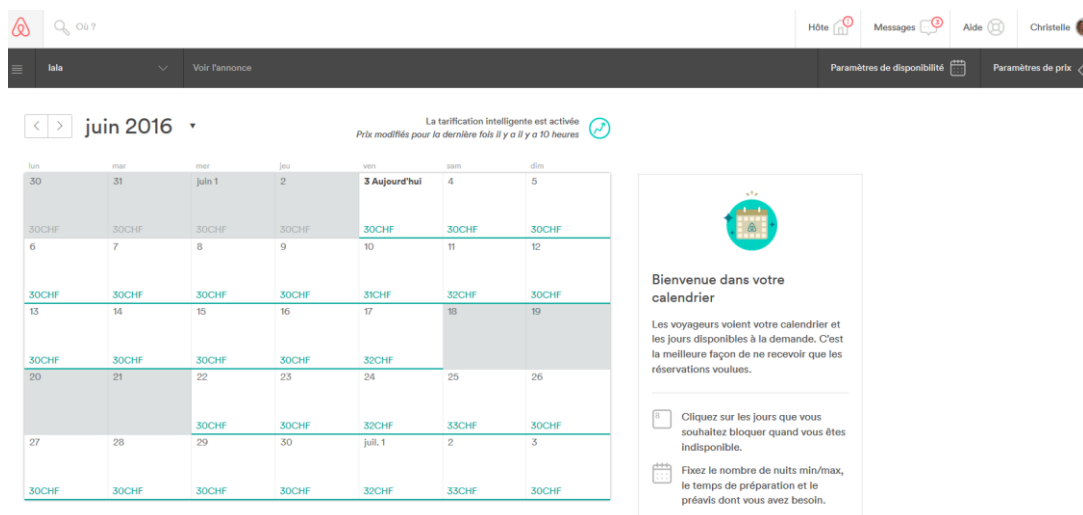 Où ?
Hôte 1 Messages 3 Aide Christelle
lala Voir l'annonce Paramètres de disponibilité Paramètres de prix
juin 2016
La tarification intelligente est activée
Prix modifiés pour la dernière fois il y a il y a 10 heures
lun mar mer jeu ven sam dim
30 31 juin 1 2 3 Aujourd'hui 4 5
30CHF 30CHF 30CHF 30CHF 30CHF 30CHF 30CHF
6 7 8 9 10 11 12
30CHF 30CHF 30CHF 30CHF 31CHF 32CHF 30CHF
13 14 15 16 17 18 19
30CHF 30CHF 30CHF 30CHF 32CHF
20 21 22 23 24 25 26
30CHF 30CHF 32CHF 33CHF 30CHF
27 28 29 30 juil. 1 2 3
30CHF 30CHF 30CHF 30CHF 32CHF 33CHF 30CHF
Bienvenue dans votre
calendrier
Les voyageurs voient votre calendrier et
les jours disponibles à la demande. C'est
la meilleure façon de ne recevoir que les
réservations voulues.
8
Cliquez sur les jours que vous
souhaitez bloquer quand vous êtes
indisponible.
Fixez le nombre de nuits min/max,
le temps de préparation et le
préavis dont vous avez besoin.